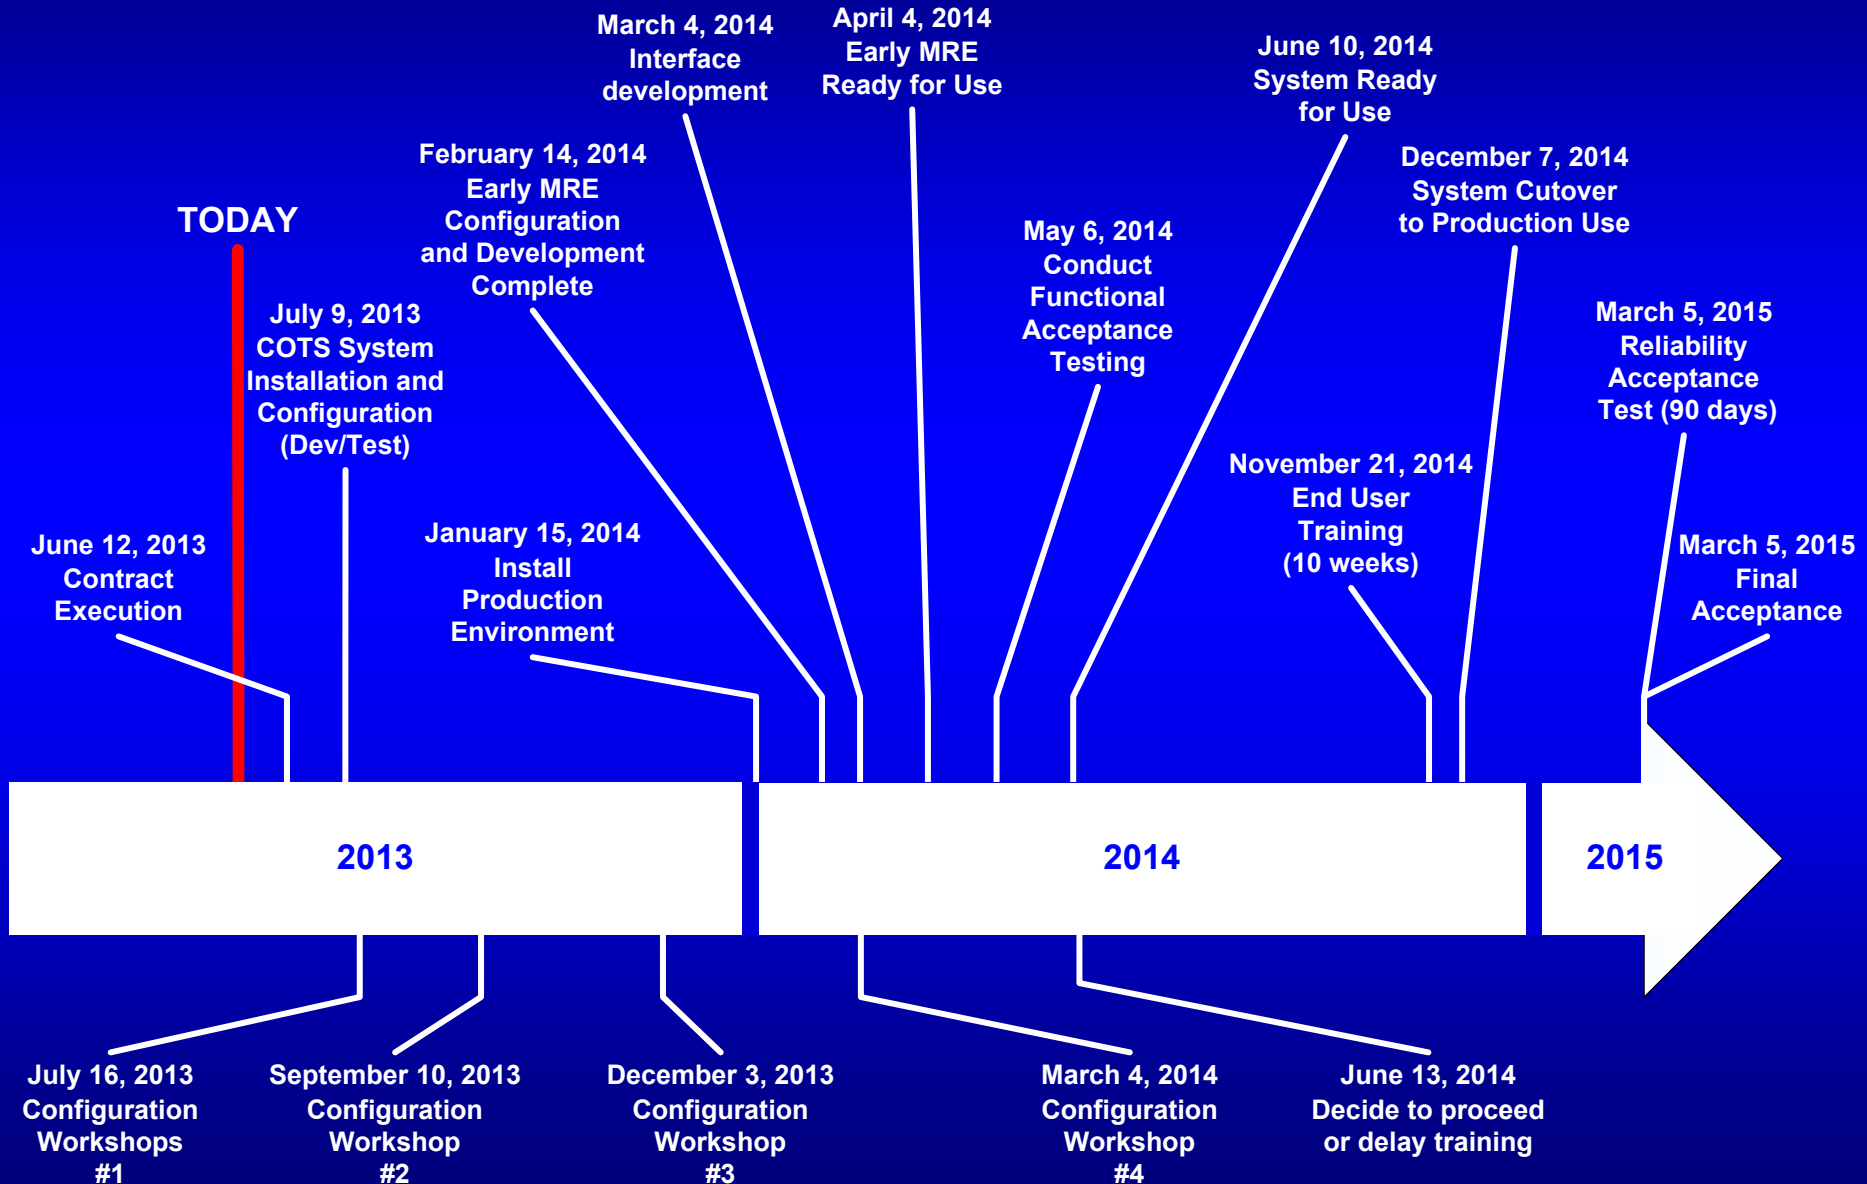 March 4, 2014
Interface
development
April 4, 2014
Early MRE
Ready for Use
June 10, 2014
System Ready
for Use
February 14, 2014
Early MRE
Configuration
and Development
Complete
December 7, 2014
System Cutover
to Production Use
TODAY
May 6, 2014
Conduct
Functional
Acceptance
Testing
July 9, 2013
COTS System
Installation and
Configuration
(Dev/Test)
March 5, 2015
Reliability
Acceptance
Test (90 days)
November 21, 2014
End User
Training
(10 weeks)
June 12, 2013
Contract
Execution
January 15, 2014
Install
Production
Environment
March 5, 2015
Final
Acceptance
2013
2014
2015
July 16, 2013
Configuration
Workshops
#1
September 10, 2013
Configuration
Workshop
#2
December 3, 2013
Configuration
Workshop
#3
March 4, 2014
Configuration
Workshop
#4
June 13, 2014
Decide to proceed
or delay training